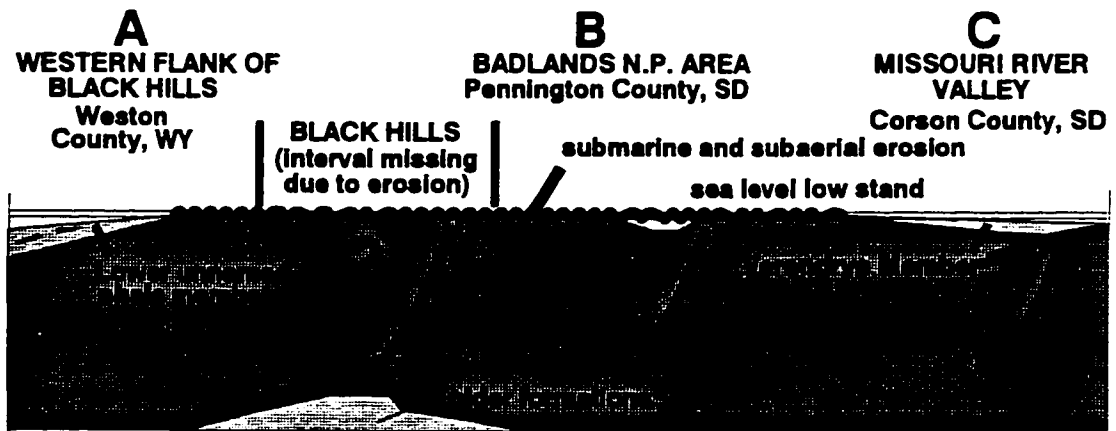 A
WESTERN FLANK OF
BLACK HILLS
Weston
County, WY
BLACK HILLS
(interval missing
due to erosion)
B
BADLANDS N.P. AREA
Pennington County, SD
submarine and subaerial erosion
sea level low stand
C
MISSOURI RIVER
VALLEY
Corson County, SD